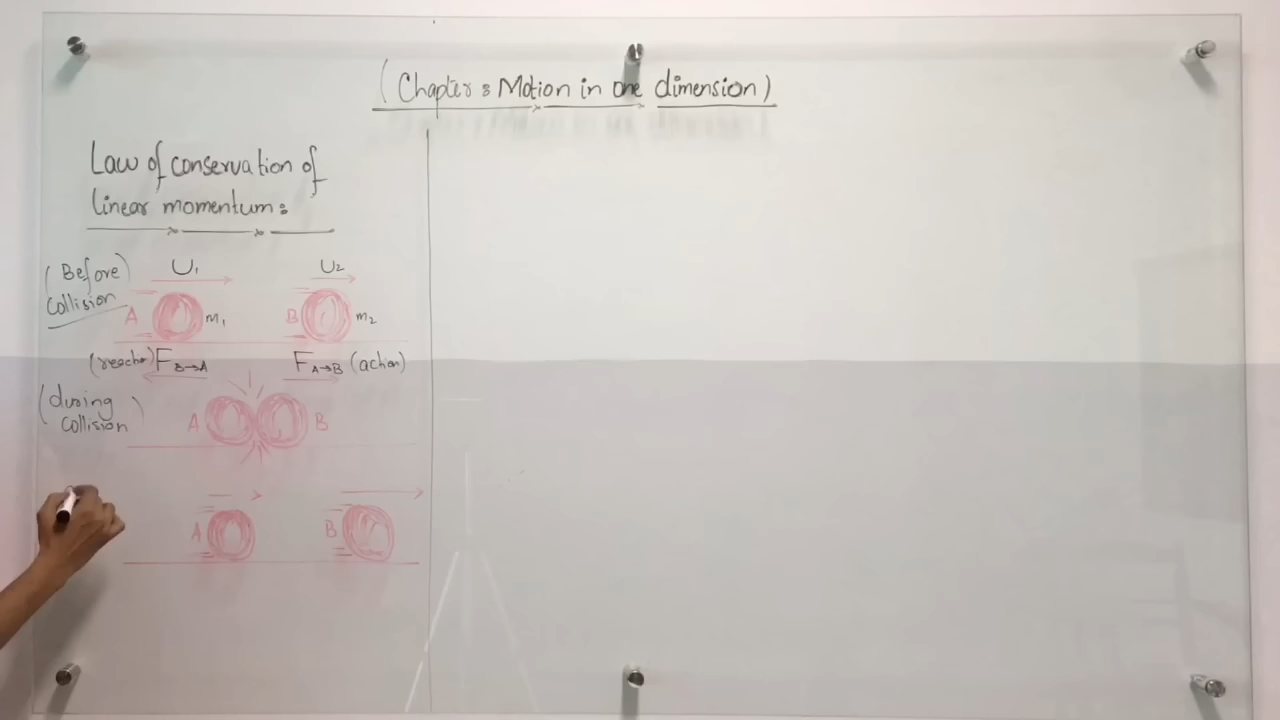 (Chapter : Motion in one dimension)
Law of conservation of
linear momentum :
(Before)
collision
U₁
U₂
A
m₁
B
m₂
F B→A
F A→B (action)
(during
collision)
A
B
A
B